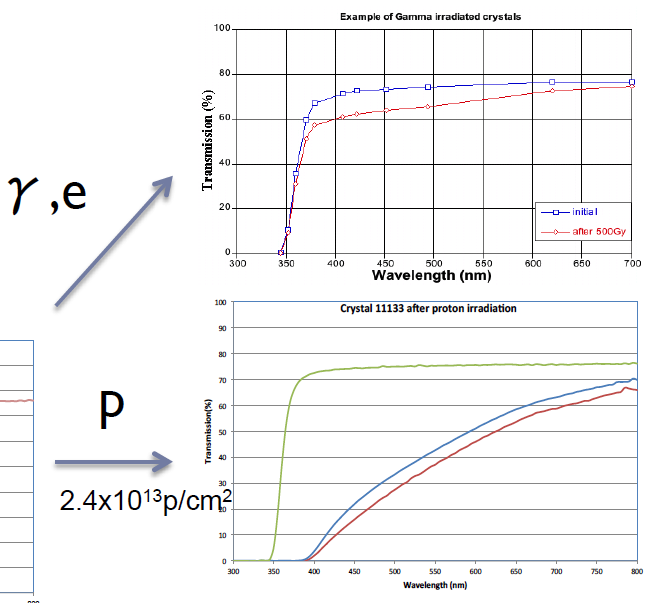 Example of Gamma irradiated crystals
100
80
60
40
20
0
Transmission (%)
initial
after 500Gy
300 350 400 450 500 550 600 650 700
Wavelength (nm)
γ ,e
Crystal 11133 after proton irradiation
100
90
80
70
60
50
40
30
20
10
0
Transmission(%)
300 350 400 450 500 550 600 650 700 750 800
Wavelength (nm)
p
2.4x10¹³p/cm²